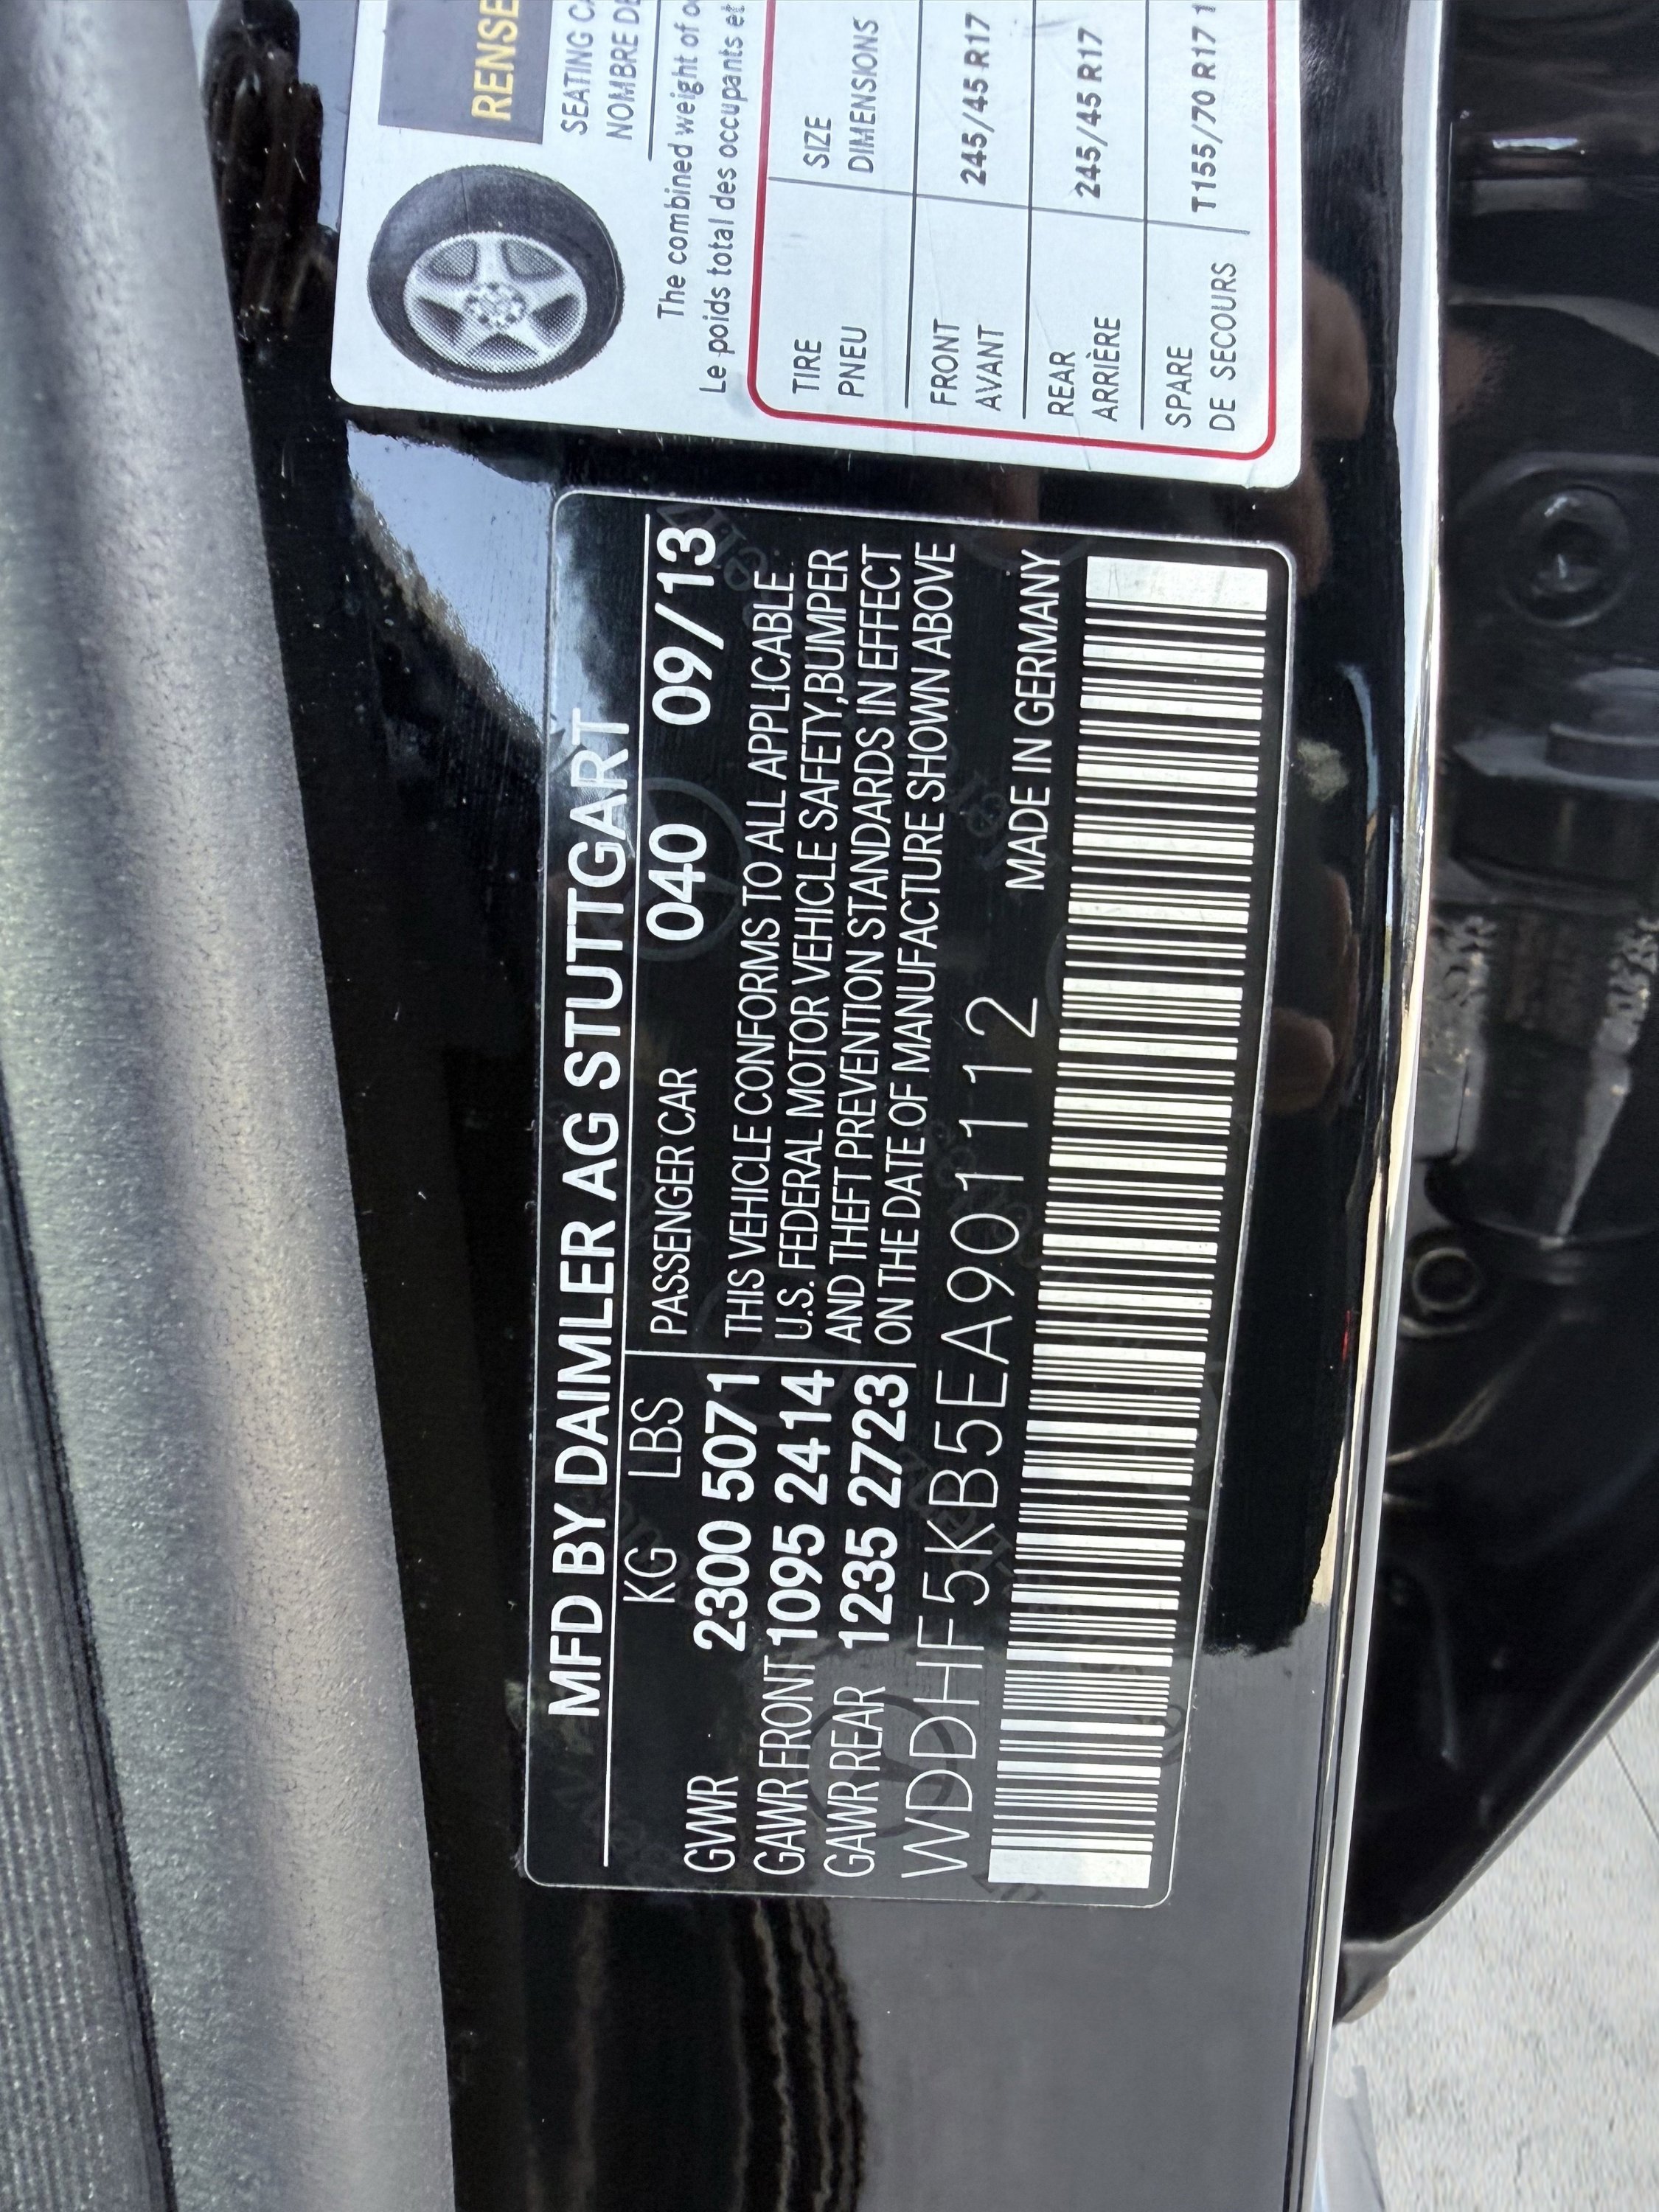 MFD BY DAIMLER AG STUTTGART
KG LBS PASSENGER CAR 040 09/13
GVWR 2300 5071 THIS VEHICLE CONFORMS TO ALL APPLICABLE
GAWR FRONT 1095 2414 U.S. FEDERAL MOTOR VEHICLE SAFETY,BUMPER
GAWR REAR 1235 2723 AND THEFT PREVENTION STANDARDS IN EFFECT
ON THE DATE OF MANUFACTURE SHOWN ABOVE
WDDHF5KB5EA901112 MADE IN GERMANY
RENSE
SEATING CA
NOMBRE DE
The combined weight of o
Le poids total des occupants et
TIRE SIZE
PNEU DIMENSIONS
FRONT 245/45 R17
AVANT
REAR 245/45 R17
ARRIÈRE
SPARE T155/70 R17 1
DE SECOURS